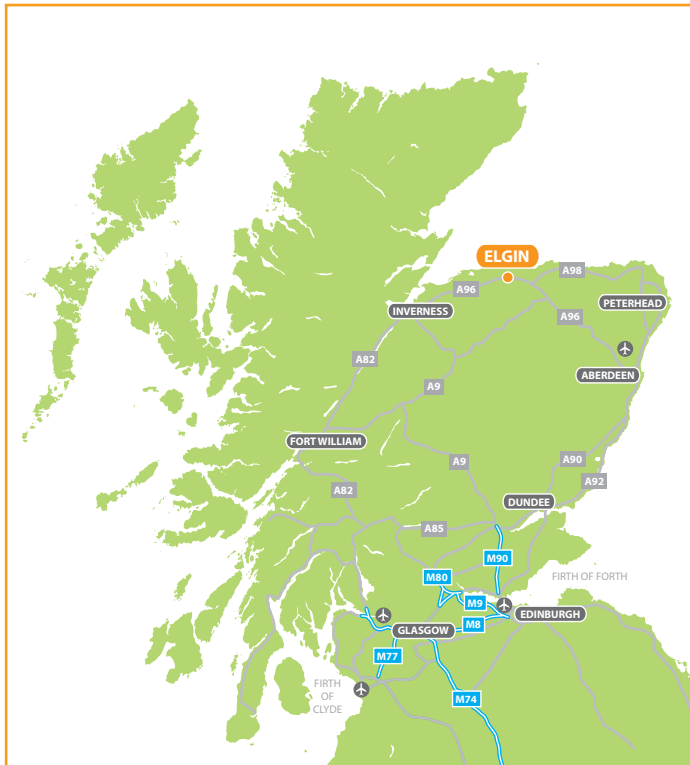 ELGIN
A98
A96
PETERHEAD
INVERNESS
A96
ABERDEEN
A82
A9
FORT WILLIAM
A9
A90
A82
A92
DUNDEE
A85
M90
M80
FIRTH OF FORTH
M9
EDINBURGH
M8
GLASGOW
M77
FIRTH
OF
CLYDE
M74